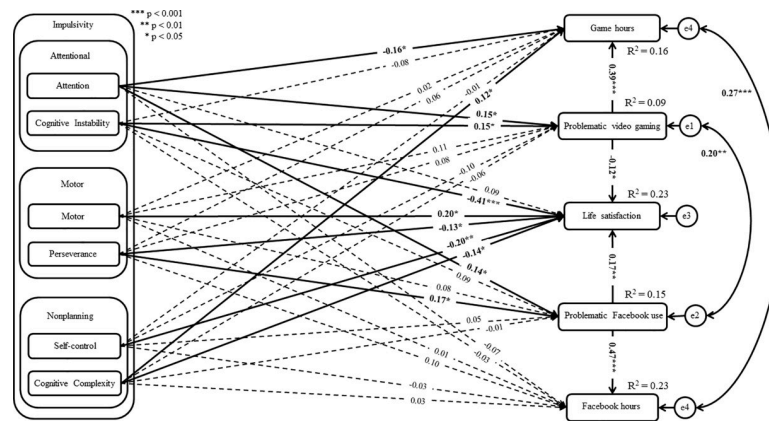 *** p < 0.001
** p < 0.01
* p < 0.05
Impulsivity
Attentional
Attention
Cognitive Instability
Motor
Motor
Perseverance
Nonplanning
Self-control
Cognitive Complexity
-0.16*
-0.08
0.02
0.06
-0.01
0.12*
0.15*
0.15*
0.11
0.08
-0.10
-0.06
0.09
-0.41***
0.20*
-0.13*
-0.20**
-0.14*
0.09
0.14*
0.08
0.17*
0.05
-0.01
-0.07
-0.03
0.01
0.10
-0.03
0.03
Game hours
e4
R² = 0.16
0.39***
0.27***
R² = 0.09
Problematic video gaming
e1
-0.12*
0.20**
R² = 0.23
Life satisfaction
e3
0.17**
R² = 0.15
Problematic Facebook use
e2
0.47***
R² = 0.23
Facebook hours
e4